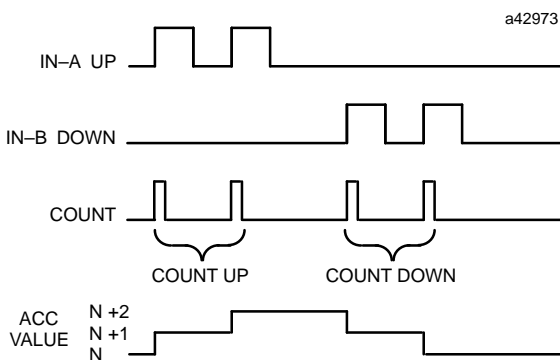 a42973
IN–A UP
IN–B DOWN
COUNT
COUNT UP COUNT DOWN
ACC VALUE
N +2
N +1
N